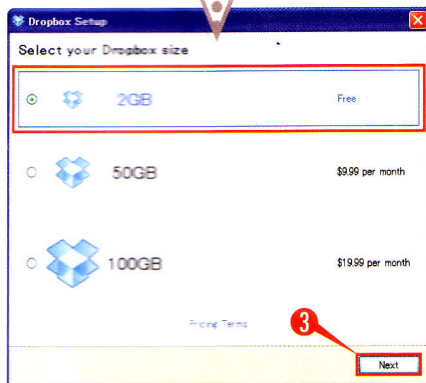 Dropbox Setup
Select your Dropbox size
2GB Free
50GB $9.99 per month
100GB $19.99 per month
Pricing Terms
3
Next